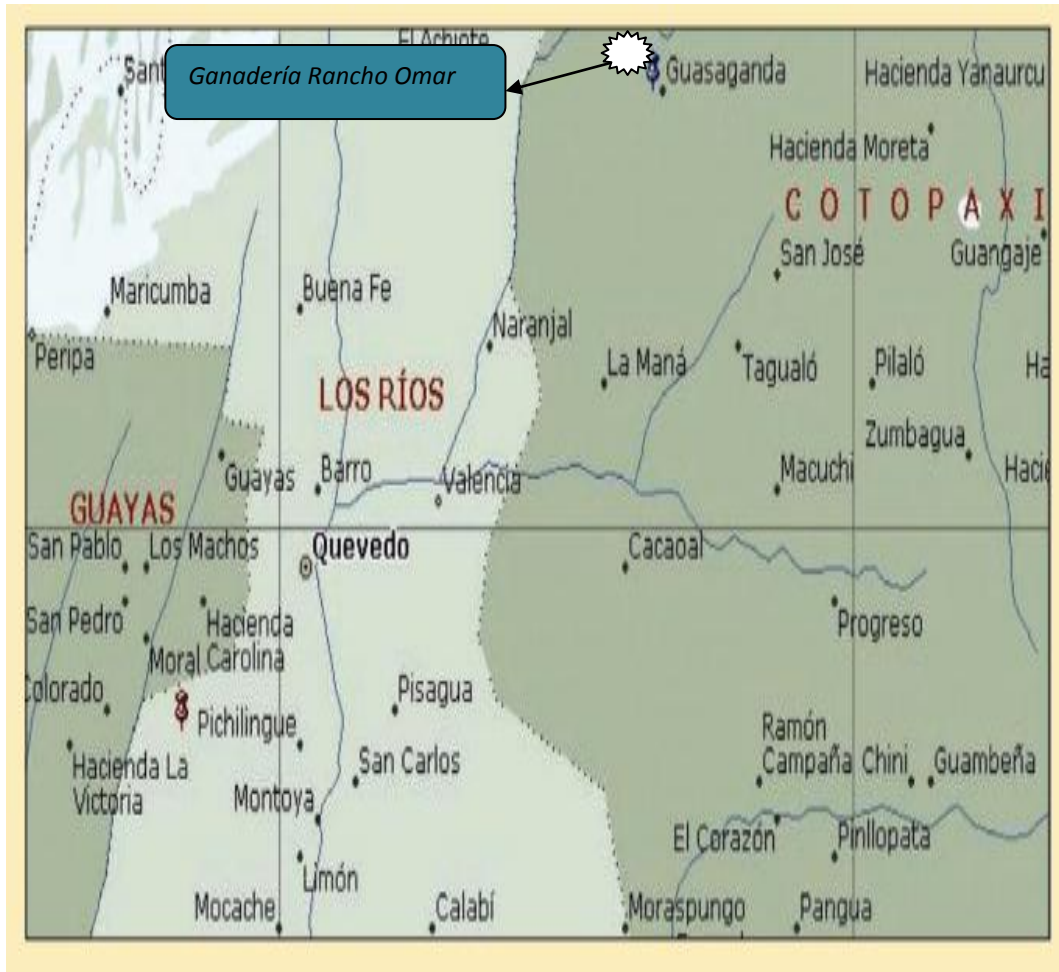 El Achiote
Ganadería Rancho Omar
Guasaganda
Hacienda Yanaurcu
Hacienda Moreta
COTOPAXI
San José
Guangaje
Maricumba
Buena Fe
Naranjal
Peripa
La Maná
Tagualó
Pilaló
LOS RÍOS
Zumbagua
Guayas
Barro
Valencia
Macuchi
GUAYAS
San Pablo
Los Machos
Quevedo
Cacaoal
San Pedro
Hacienda
Carolina
Progreso
Moral
Colorado
Pisagua
Pichilingue
Ramón
Campaña
Chini
Guambeña
Hacienda La
Victoria
San Carlos
Montoya
El Corazón
Pinllopata
Limón
Mocache
Calabí
Moraspungo
Pangua